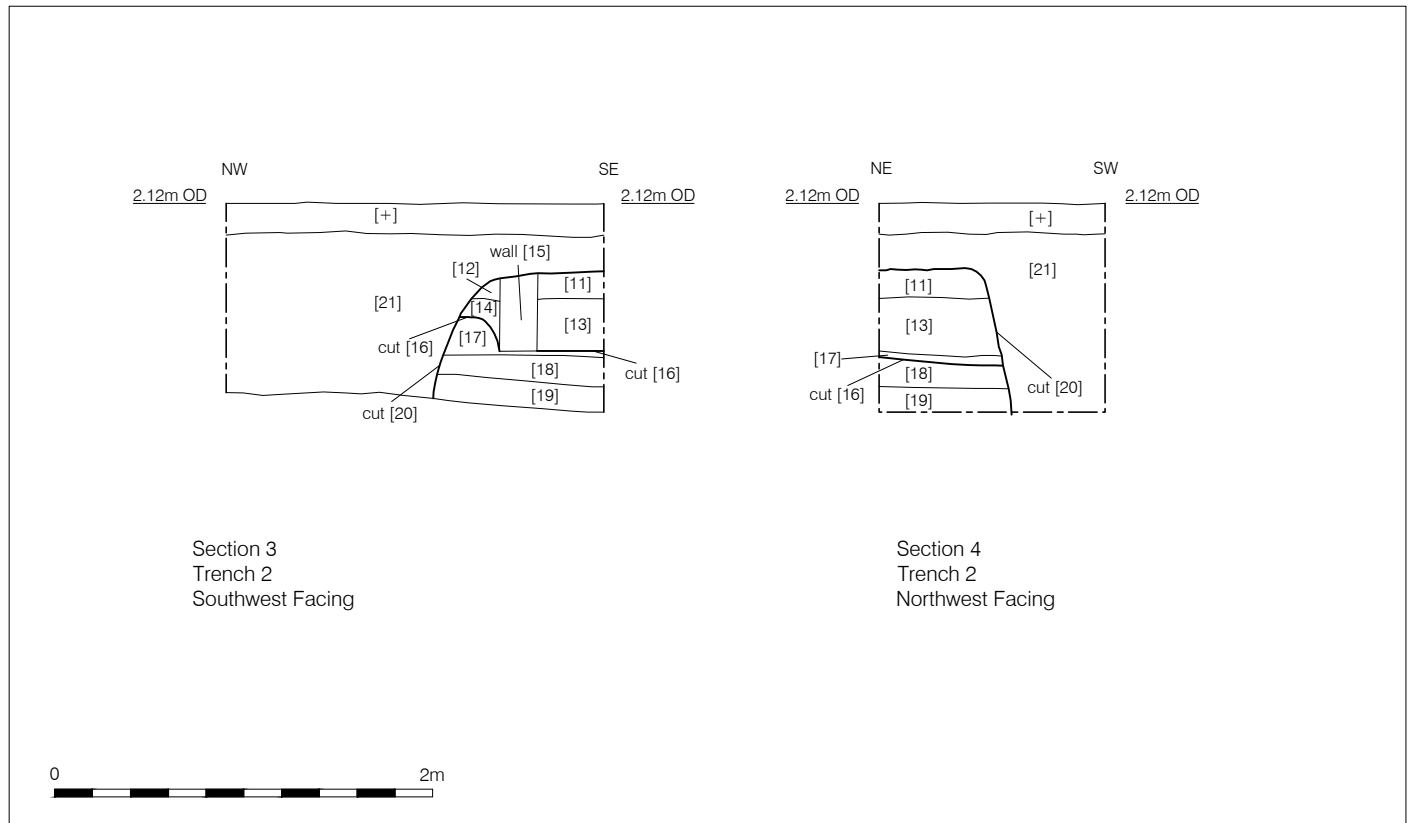 NW
SE
2.12m OD
2.12m OD
[+]
wall [15]
[12]
[11]
[21]
[14]
[13]
cut [16]
[17]
[18]
cut [16]
[19]
cut [20]
Section 3
Trench 2
Southwest Facing
NE
SW
2.12m OD
2.12m OD
[+]
[21]
[11]
[13]
[17]
[18]
cut [16]
cut [20]
[19]
Section 4
Trench 2
Northwest Facing
0
2m